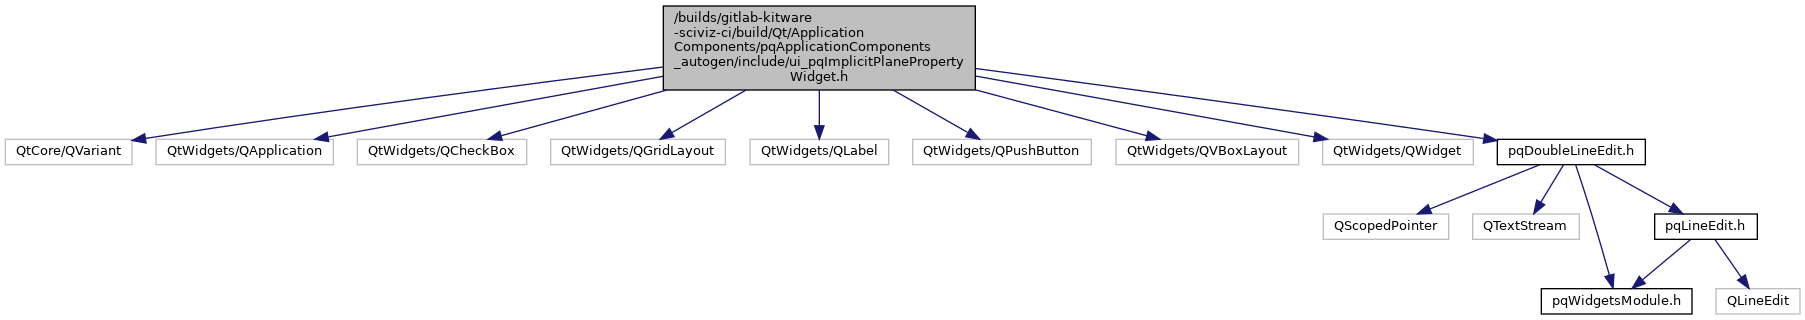 /builds/gitlab-kitware
-sciviz-ci/build/Qt/Application
Components/pqApplicationComponents
_autogen/include/ui_pqImplicitPlaneProperty
Widget.h
QtCore/QVariant
QtWidgets/QApplication
QtWidgets/QCheckBox
QtWidgets/QGridLayout
QtWidgets/QLabel
QtWidgets/QPushButton
QtWidgets/QVBoxLayout
QtWidgets/QWidget
pqDoubleLineEdit.h
QScopedPointer
QTextStream
pqLineEdit.h
pqWidgetsModule.h
QLineEdit